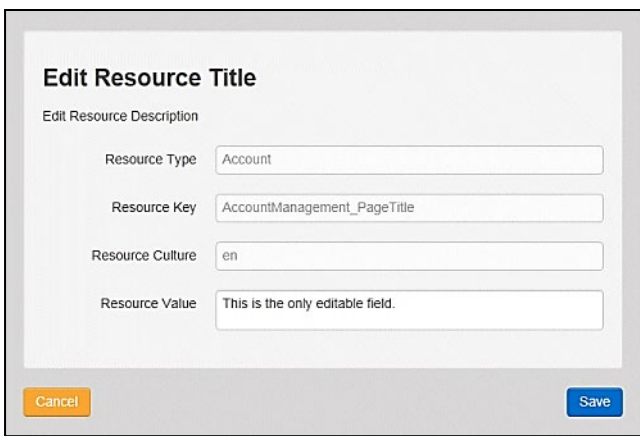 Edit Resource Title
Edit Resource Description
Resource Type Account
Resource Key AccountManagement_PageTitle
Resource Culture en
Resource Value This is the only editable field.
Cancel Save